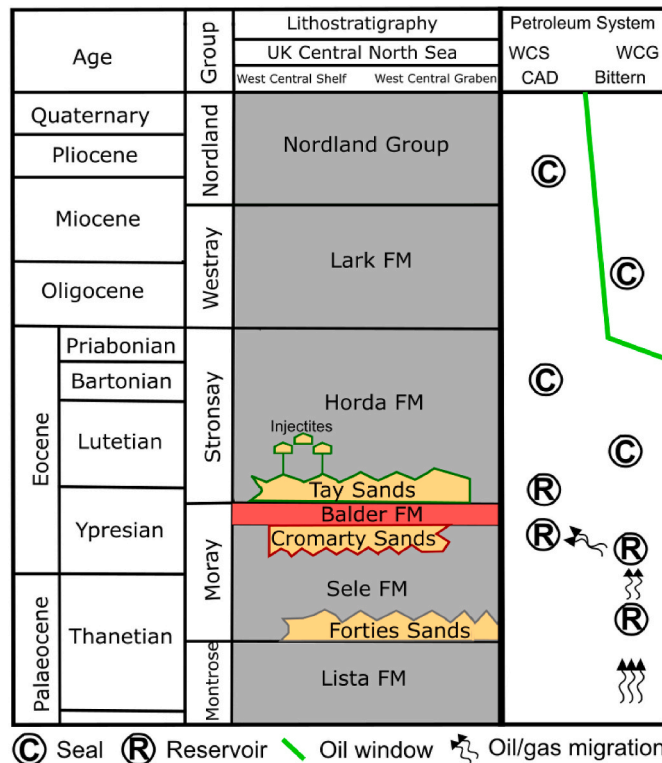 Age
Group
Lithostratigraphy
UK Central North Sea
West Central Shelf West Central Graben
Petroleum System
WCS WCG
CAD Bittern
Quaternary
Pliocene
Miocene
Oligocene
Eocene
Priabonian
Bartonian
Lutetian
Ypresian
Palaeocene
Thanetian
Nordland
Westray
Stronsay
Moray
Montrose
Nordland Group
Lark FM
Horda FM
Injectites
Tay Sands
Balder FM
Cromarty Sands
Sele FM
Forties Sands
Lista FM
C
C
C
C
R
R
R
R
C Seal R Reservoir Oil window Oil/gas migration